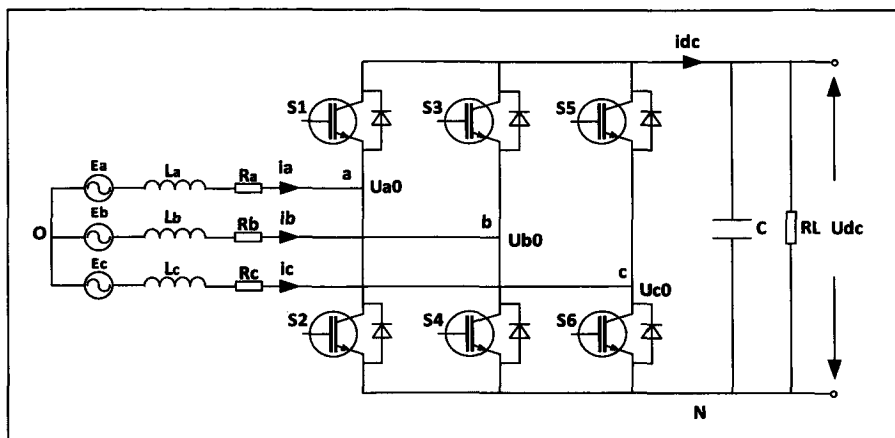 idc
S1
S3
S5
Ea
La
Ra
ia
a
Ua0
Eb
Lb
Rb
ib
b
Ub0
O
Ec
Lc
Rc
ic
c
Uc0
C
RL
Udc
S2
S4
S6
N